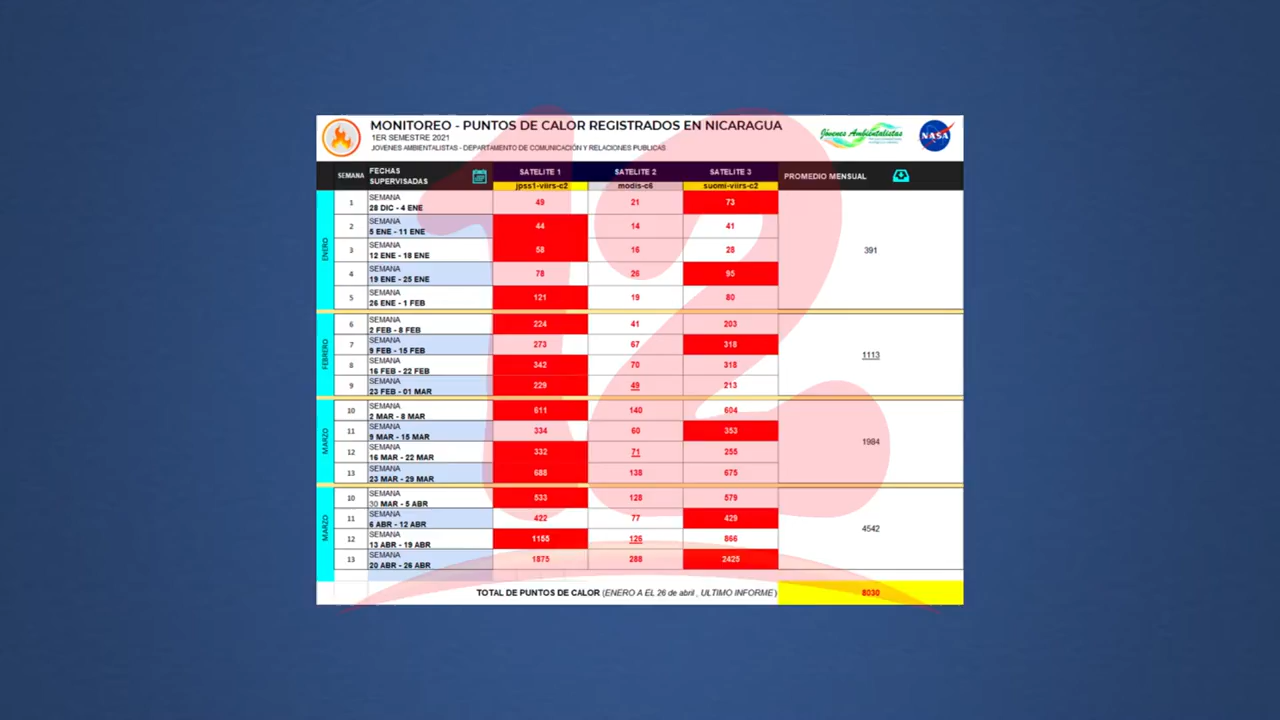 MONITOREO - PUNTOS DE CALOR REGISTRADOS EN NICARAGUA
1ER SEMESTRE 2021
JOVENES AMBIENTALISTAS - DEPARTAMENTO DE COMUNICACIÓN Y RELACIONES PUBLICAS
Jóvenes Ambientalistas
NASA
SEMANA FECHAS SUPERVISADAS SATELITE 1 SATELITE 2 SATELITE 3 PROMEDIO MENSUAL
jpss1-viirs-c2 modis-c6 suomi-viirs-c2
ENERO
1 SEMANA 28 DIC - 4 ENE 49 21 73
2 SEMANA 5 ENE - 11 ENE 44 14 41
3 SEMANA 12 ENE - 18 ENE 58 16 28 391
4 SEMANA 19 ENE - 25 ENE 78 26 95
5 SEMANA 26 ENE - 1 FEB 121 19 80
FEBRERO
6 SEMANA 2 FEB - 8 FEB 224 41 203
7 SEMANA 9 FEB - 15 FEB 273 67 318 1113
8 SEMANA 16 FEB - 22 FEB 342 70 318
9 SEMANA 23 FEB - 01 MAR 229 49 213
MARZO
10 SEMANA 2 MAR - 8 MAR 611 140 604
11 SEMANA 9 MAR - 15 MAR 334 60 353 1984
12 SEMANA 16 MAR - 22 MAR 332 71 255
13 SEMANA 23 MAR - 29 MAR 688 138 675
MARZO
10 SEMANA 30 MAR - 5 ABR 533 128 579
11 SEMANA 6 ABR - 12 ABR 422 77 429 4542
12 SEMANA 13 ABR - 19 ABR 1155 126 866
13 SEMANA 20 ABR - 26 ABR 1875 288 2425
TOTAL DE PUNTOS DE CALOR (ENERO A EL 26 de abril , ULTIMO INFORME ) 8030
12